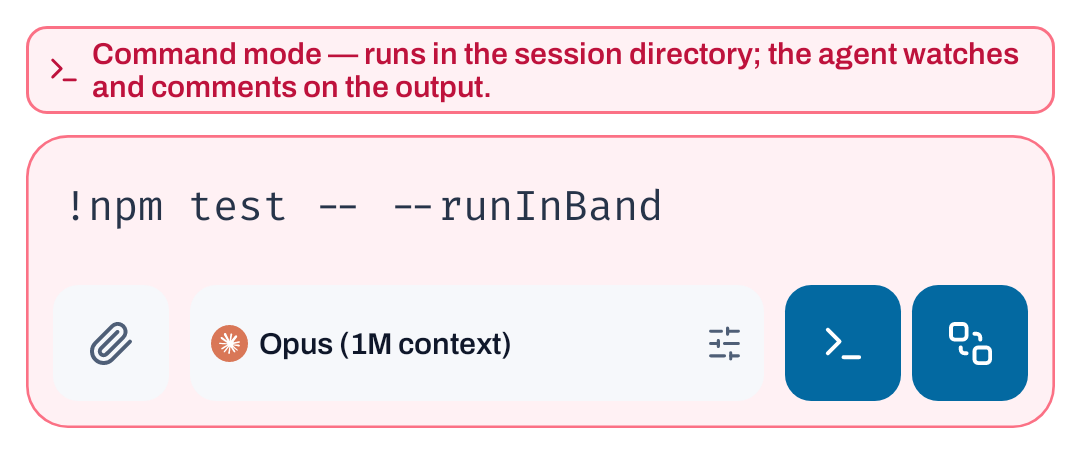 Command mode — runs in the session directory; the agent watches
and comments on the output.
!npm test -- --runInBand
Opus (1M context)